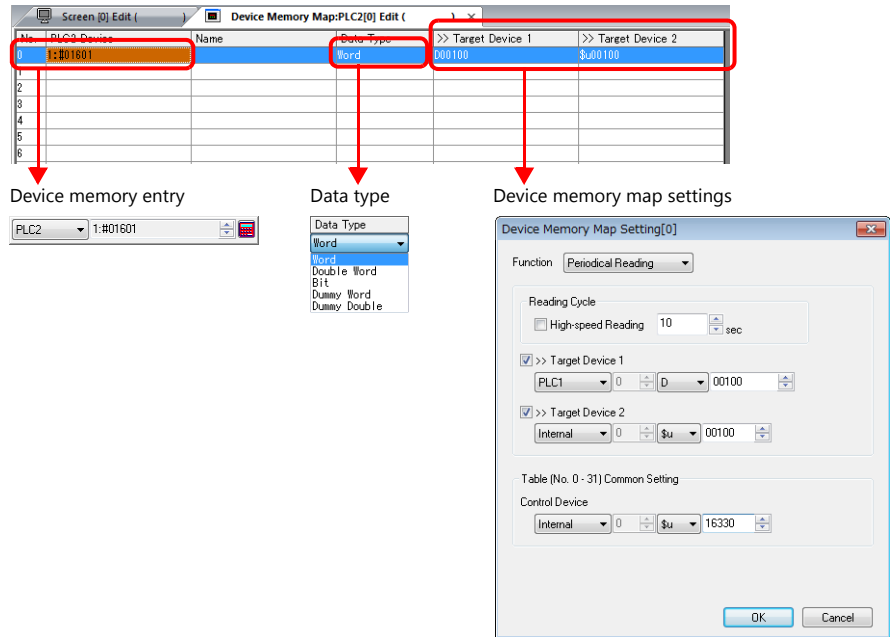 Screen [0] Edit ( )
Device Memory Map:PLC2[0] Edit ( ) ×
No. PLC2 Device Name Data Type >> Target Device 1 >> Target Device 2
0 1:#01601 Word D00100 $u00100
1
2
3
4
5
6
Device memory entry Data type Device memory map settings
PLC2 1:#01601
Data Type
Word
Word
Double Word
Bit
Dummy Word
Dummy Double
Device Memory Map Setting[0]
Function Periodical Reading
Reading Cycle
High-speed Reading 10 sec
>> Target Device 1
PLC1 0 D 00100
>> Target Device 2
Internal 0 $u 00100
Table (No. 0 - 31) Common Setting
Control Device
Internal 0 $u 16330
OK Cancel